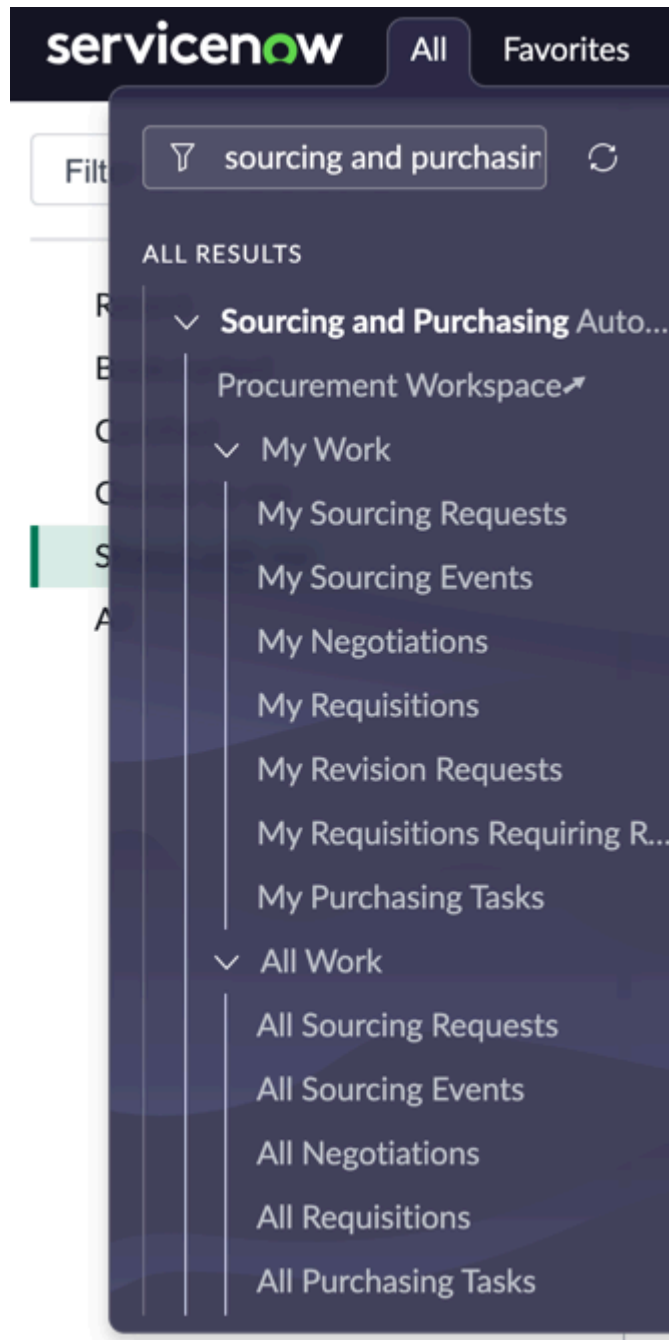 servicenow All Favorites
Filt sourcing and purchasin
ALL RESULTS
Sourcing and Purchasing Auto...
Procurement Workspace
My Work
My Sourcing Requests
My Sourcing Events
My Negotiations
My Requisitions
My Revision Requests
My Requisitions Requiring R...
My Purchasing Tasks
All Work
All Sourcing Requests
All Sourcing Events
All Negotiations
All Requisitions
All Purchasing Tasks